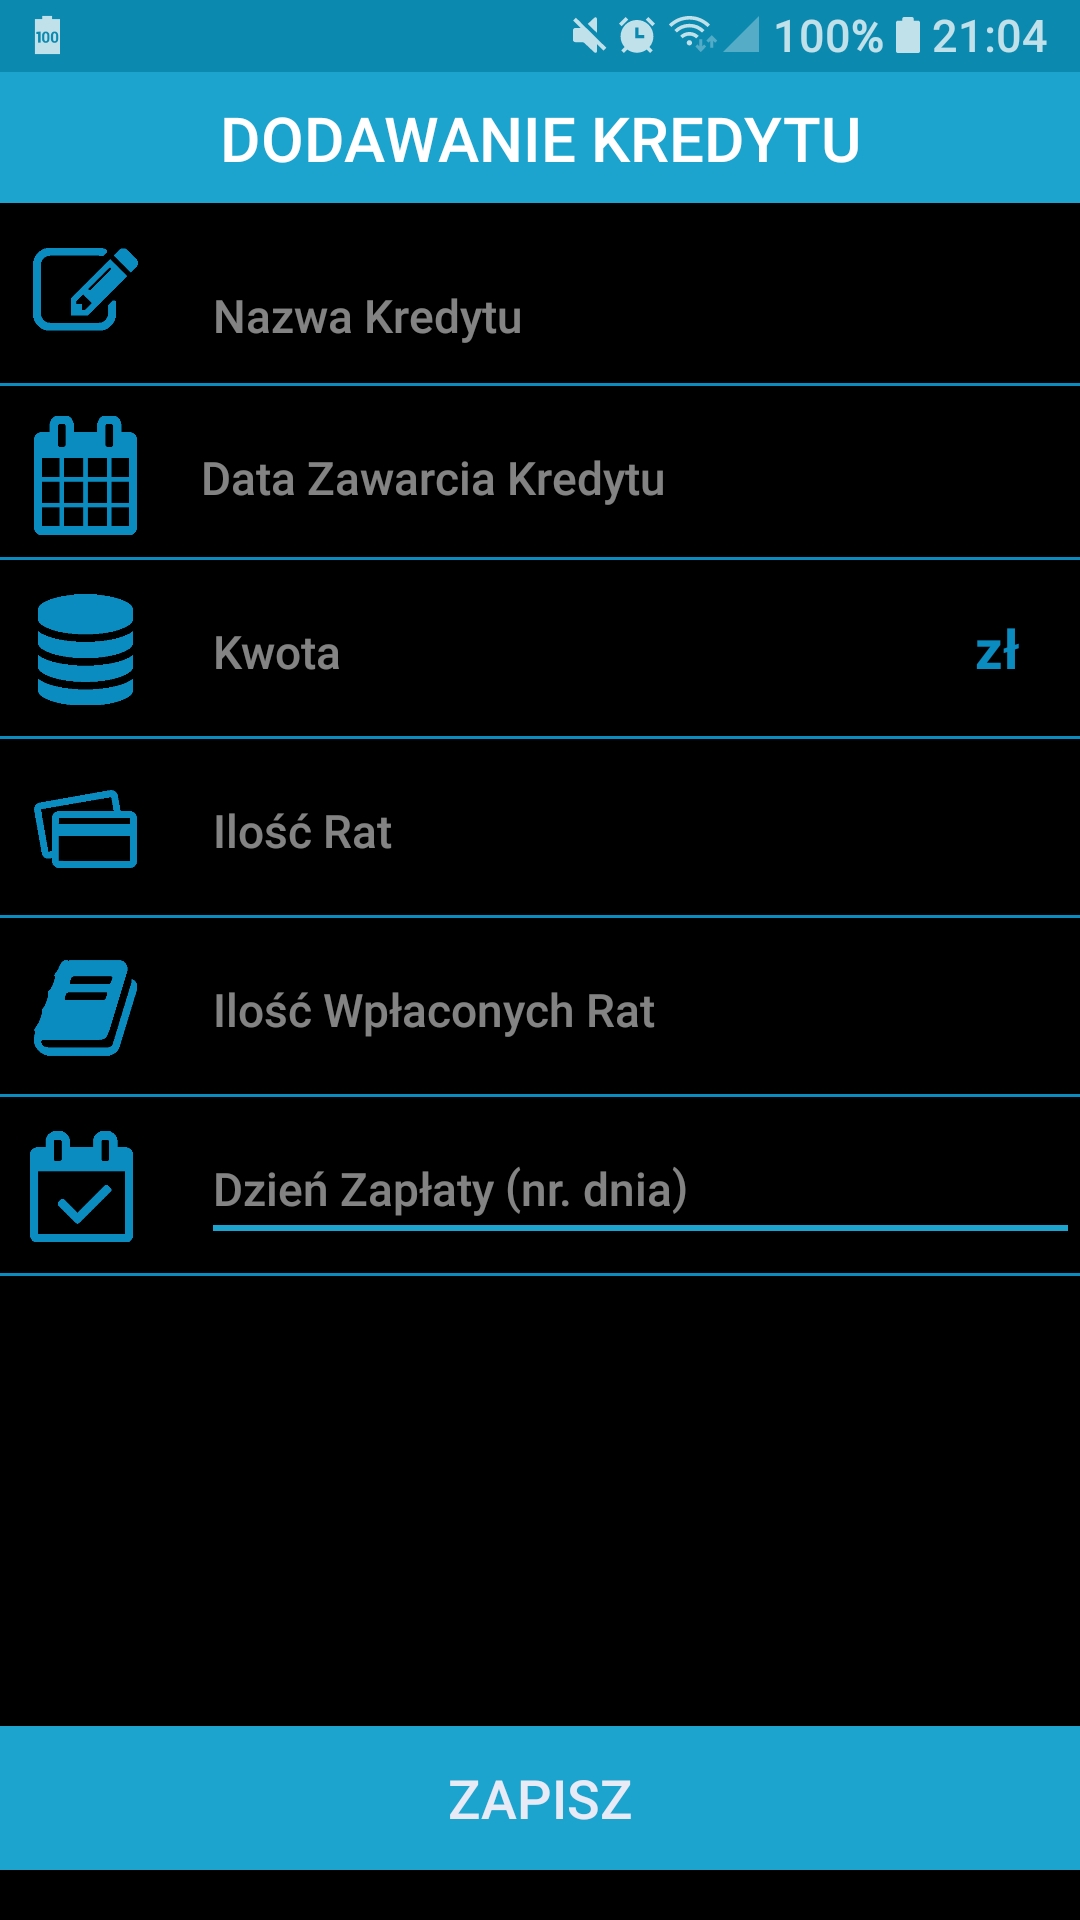 100 100% 21:04
DODAWANIE KREDYTU
Nazwa Kredytu
Data Zawarcia Kredytu
Kwota zł
Ilość Rat
Ilość Wpłaconych Rat
Dzień Zapłaty (nr. dnia)
ZAPISZ